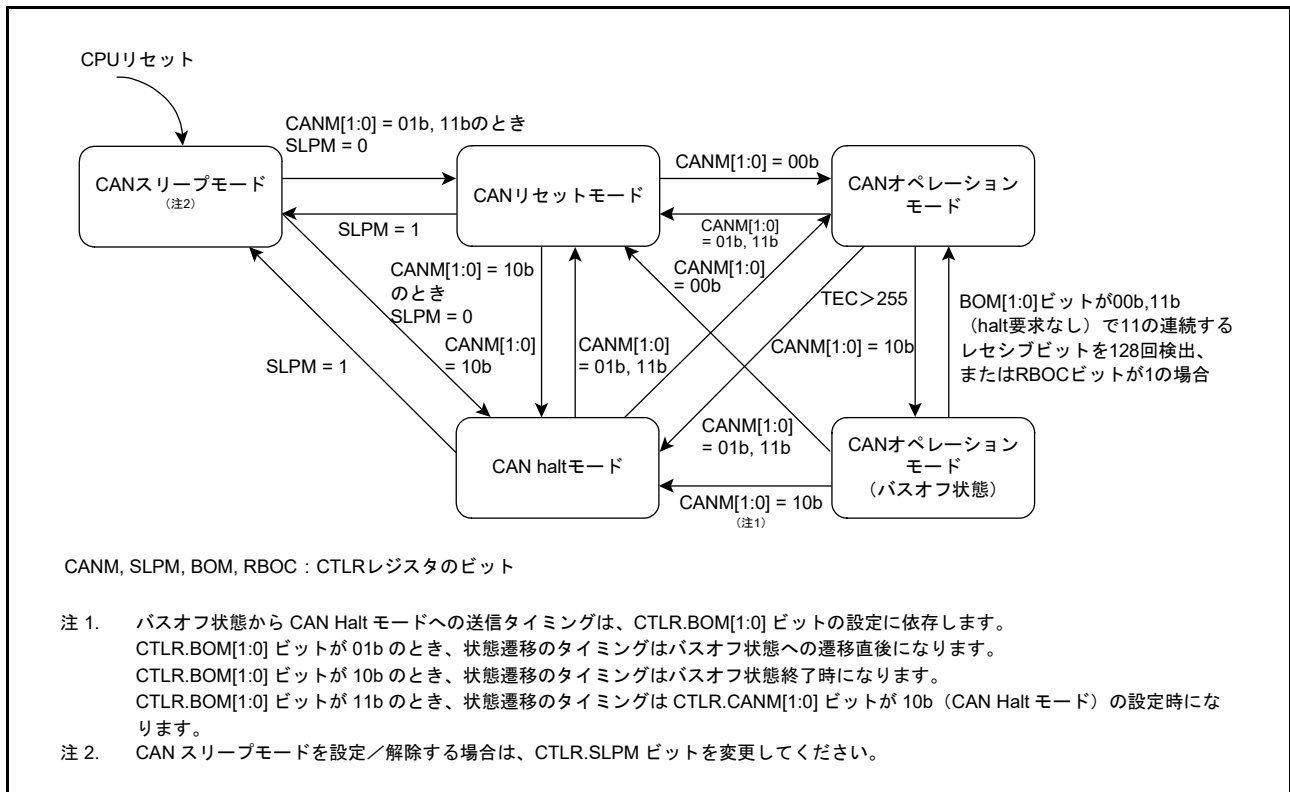 CPUリセット
CANM[1:0] = 01b, 11bのとき
SLPM = 0
CANスリープモード
（注2）
CANリセットモード
CANM[1:0] = 00b
CANオペレーション
モード
SLPM = 1
CANM[1:0]
= 01b, 11b
CANM[1:0] = 10b
のとき
SLPM = 0
CANM[1:0]
= 00b
TEC＞255
BOM[1:0]ビットが00b,11b
（halt要求なし）で11の連続する
レセシブビットを128回検出、
またはRBOCビットが1の場合
SLPM = 1
CANM[1:0]
= 10b
CANM[1:0]
= 01b, 11b
CANM[1:0] = 10b
CAN haltモード
CANM[1:0]
= 01b, 11b
CANオペレーション
モード
（バスオフ状態）
CANM[1:0] = 10b
（注1）
CANM, SLPM, BOM, RBOC：CTLRレジスタのビット
注 1. バスオフ状態から CAN Halt モードへの送信タイミングは、CTLR.BOM[1:0] ビットの設定に依存します。
CTLR.BOM[1:0] ビットが 01b のとき、状態遷移のタイミングはバスオフ状態への遷移直後になります。
CTLR.BOM[1:0] ビットが 10b のとき、状態遷移のタイミングはバスオフ状態終了時になります。
CTLR.BOM[1:0] ビットが 11b のとき、状態遷移のタイミングは CTLR.CANM[1:0] ビットが 10b（CAN Halt モード）の設定時にな
ります。
注 2. CAN スリープモードを設定／解除する場合は、CTLR.SLPM ビットを変更してください。